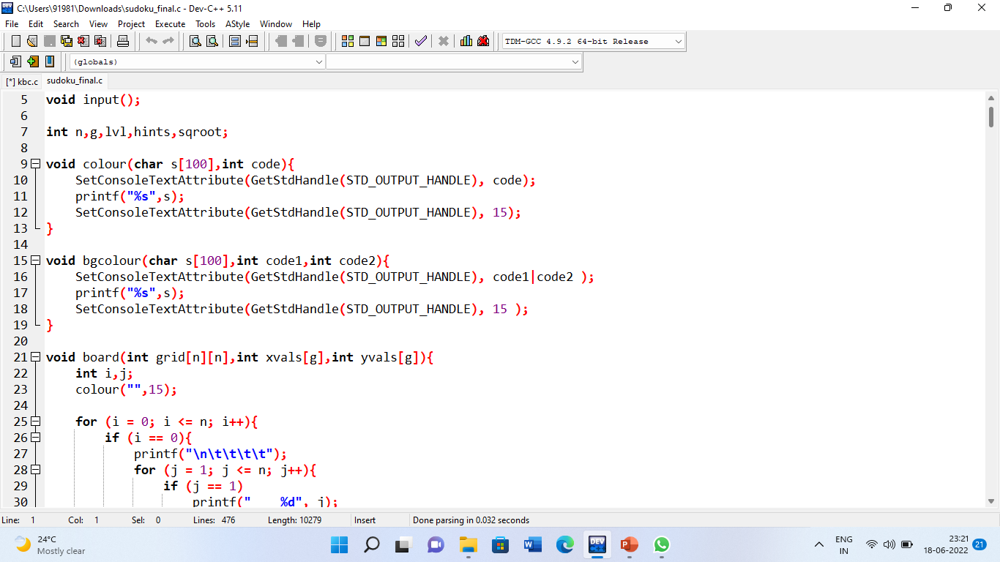 C:\Users\91981\Downloads\sudoku_final.c - Dev-C++ 5.11
File Edit Search View Project Execute Tools AStyle Window Help
TDM-GCC 4.9.2 64-bit Release
(globals)
[*] kbc.c sudoku_final.c
5 void input();
6
7 int n,g,lvl,hints,sqroot;
8
9 void colour(char s[100],int code){
10 SetConsoleTextAttribute(GetStdHandle(STD_OUTPUT_HANDLE), code);
11 printf("%s",s);
12 SetConsoleTextAttribute(GetStdHandle(STD_OUTPUT_HANDLE), 15);
13 }
14
15 void bgcolour(char s[100],int code1,int code2){
16 SetConsoleTextAttribute(GetStdHandle(STD_OUTPUT_HANDLE), code1|code2 );
17 printf("%s",s);
18 SetConsoleTextAttribute(GetStdHandle(STD_OUTPUT_HANDLE), 15 );
19 }
20
21 void board(int grid[n][n],int xvals[g],int yvals[g]){
22 int i,j;
23 colour("",15);
24
25 for (i = 0; i <= n; i++){
26 if (i == 0){
27 printf("\n\t\t\t\t");
28 for (j = 1; j <= n; j++){
29 if (j == 1)
30 printf("    %d", j);
Line: 1 Col: 1 Sel: 0 Lines: 476 Length: 10279 Insert Done parsing in 0.032 seconds
24°C
Mostly clear
DEV
ENG
IN
23:21
18-06-2022
21